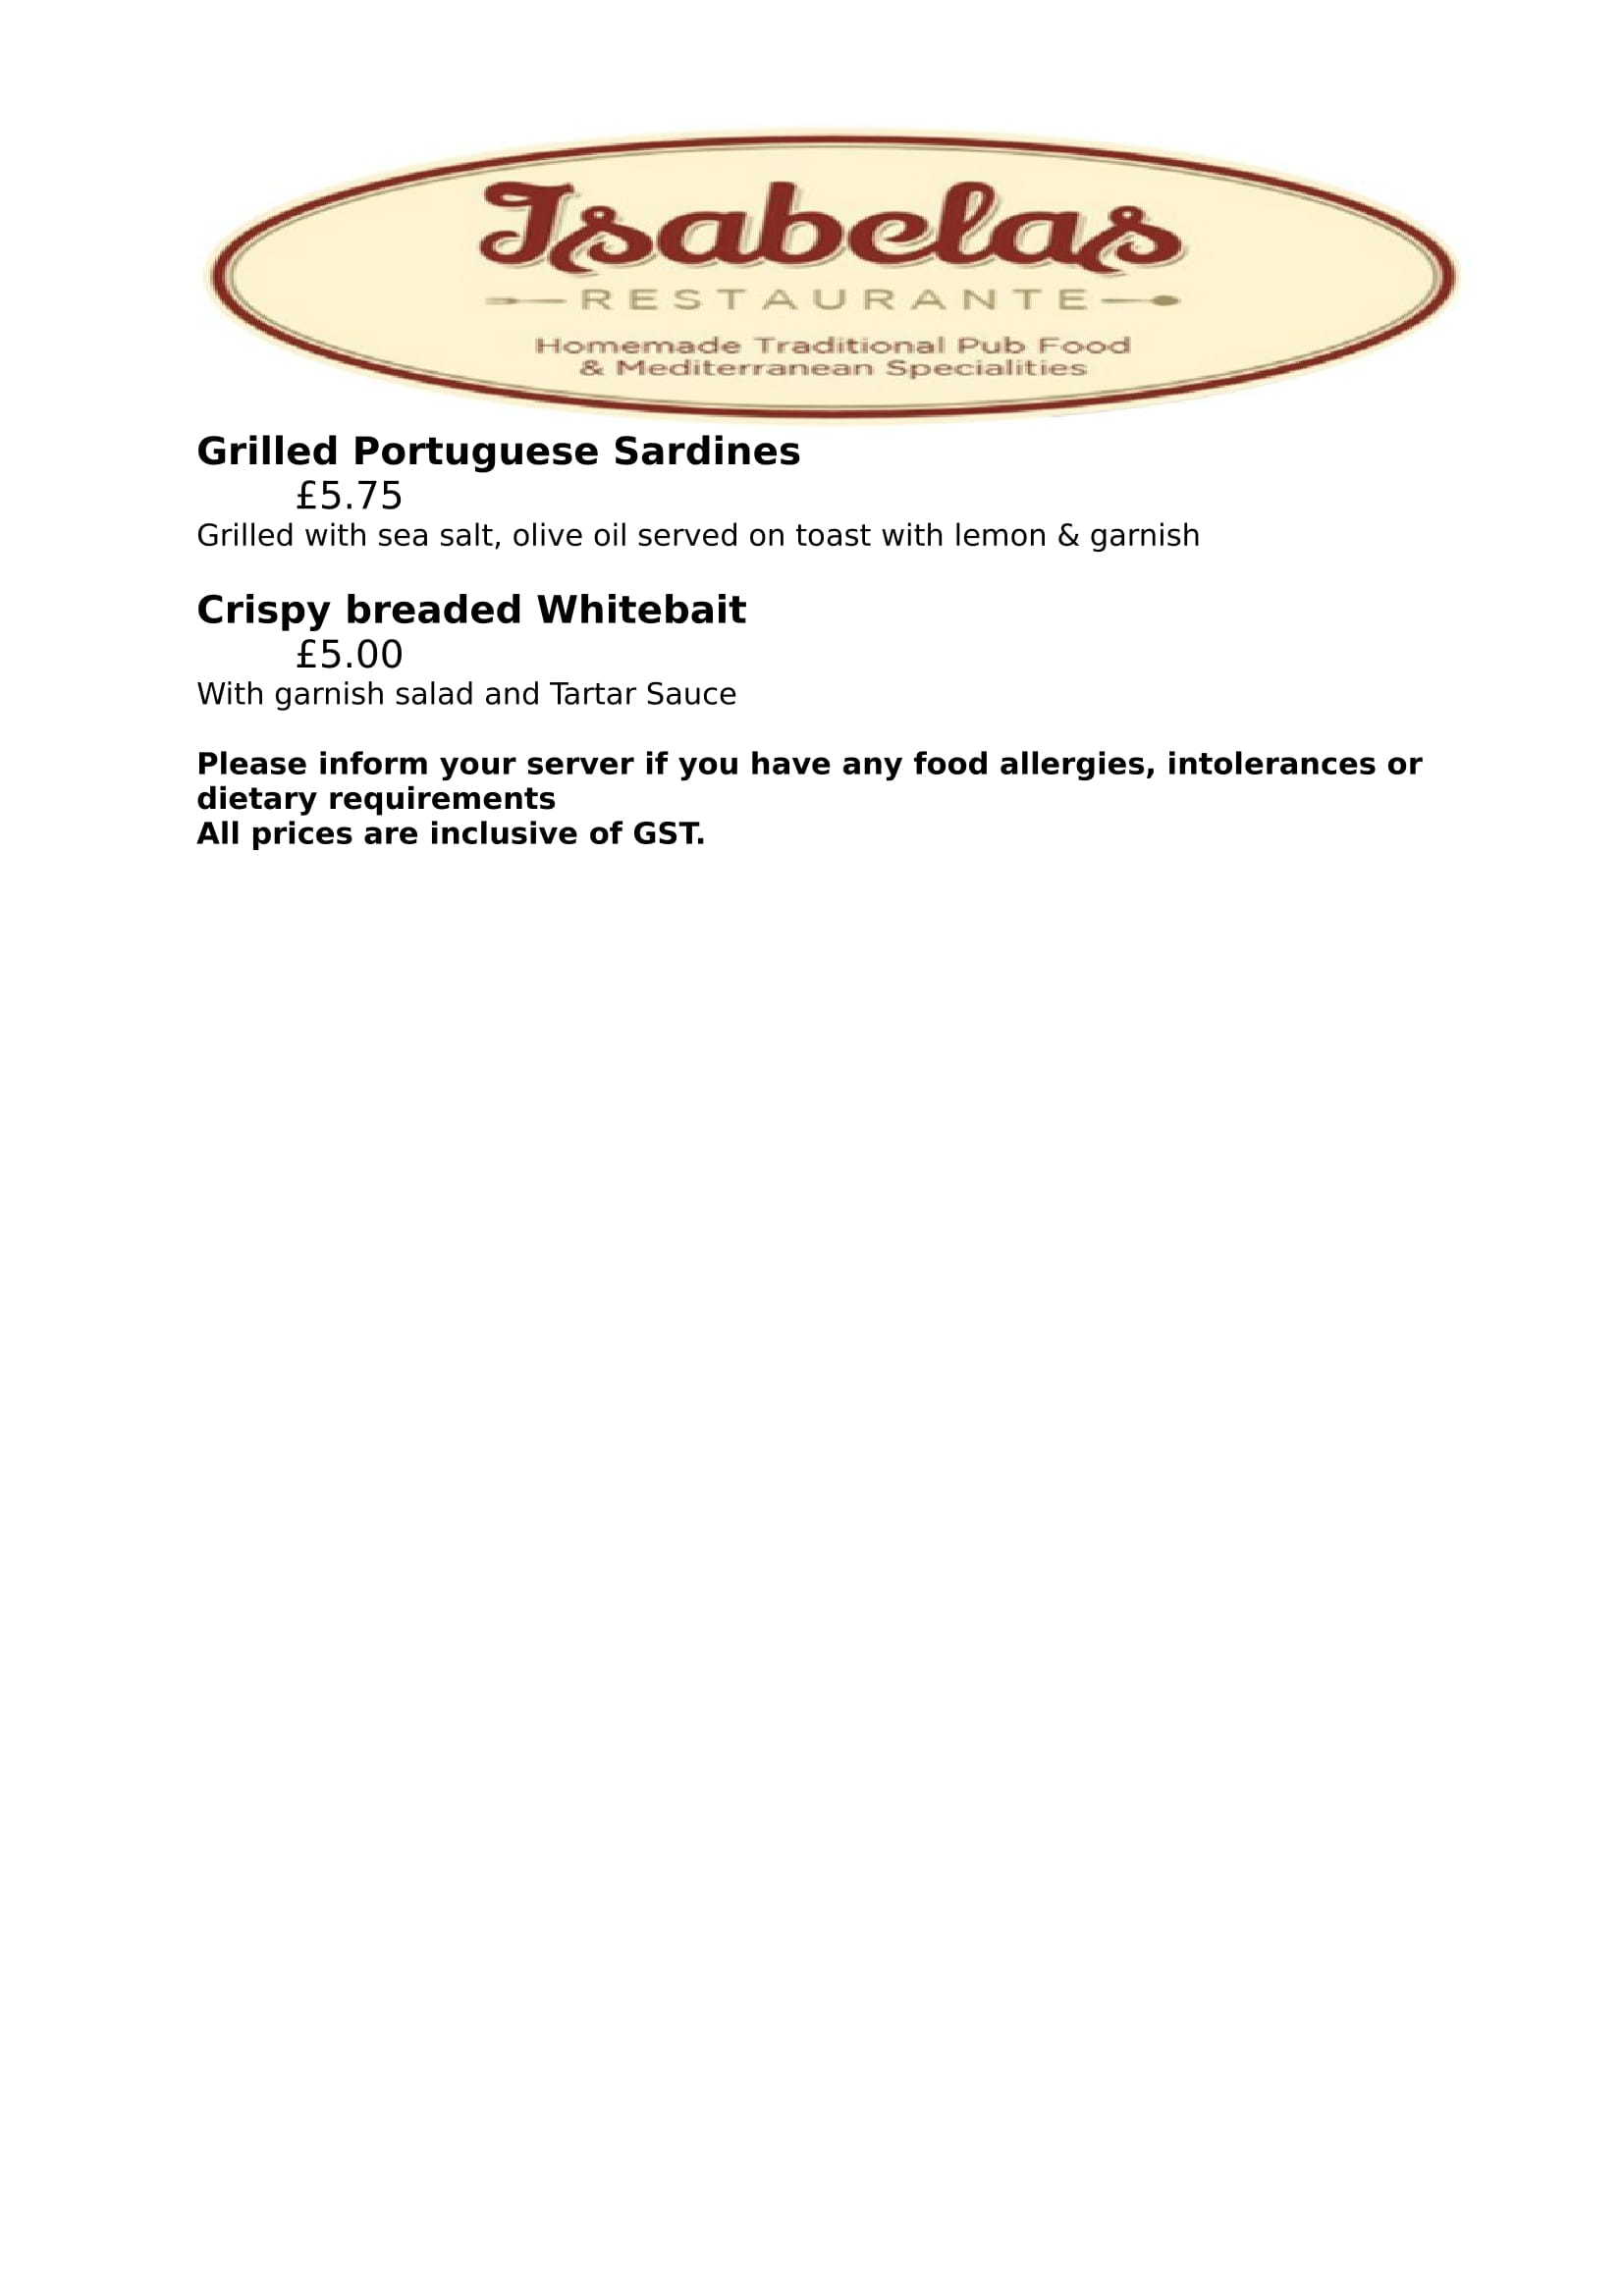 Isabelas
RESTAURANTE
Homemade Traditional Pub Food
& Mediterranean Specialities
Grilled Portuguese Sardines
£5.75
Grilled with sea salt, olive oil served on toast with lemon & garnish
Crispy breaded Whitebait
£5.00
With garnish salad and Tartar Sauce
Please inform your server if you have any food allergies, intolerances or
dietary requirements
All prices are inclusive of GST.